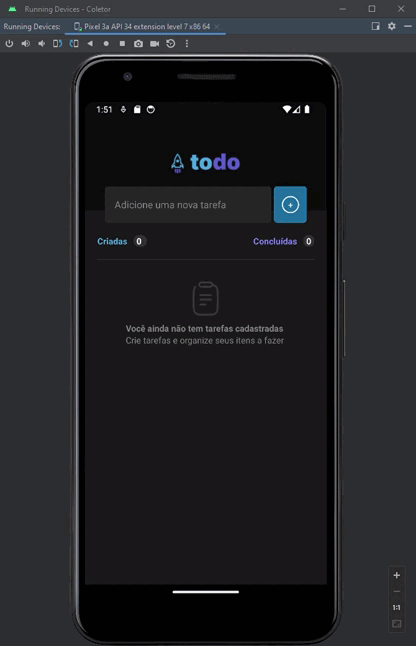 Running Devices - Coletor
Running Devices: Pixel 3a API 34 extension level 7 x86 64
1:51
todo
Adicione uma nova tarefa
Criadas 0 Concluídas 0
Você ainda não tem tarefas cadastradas
Crie tarefas e organize seus itens a fazer
1:1